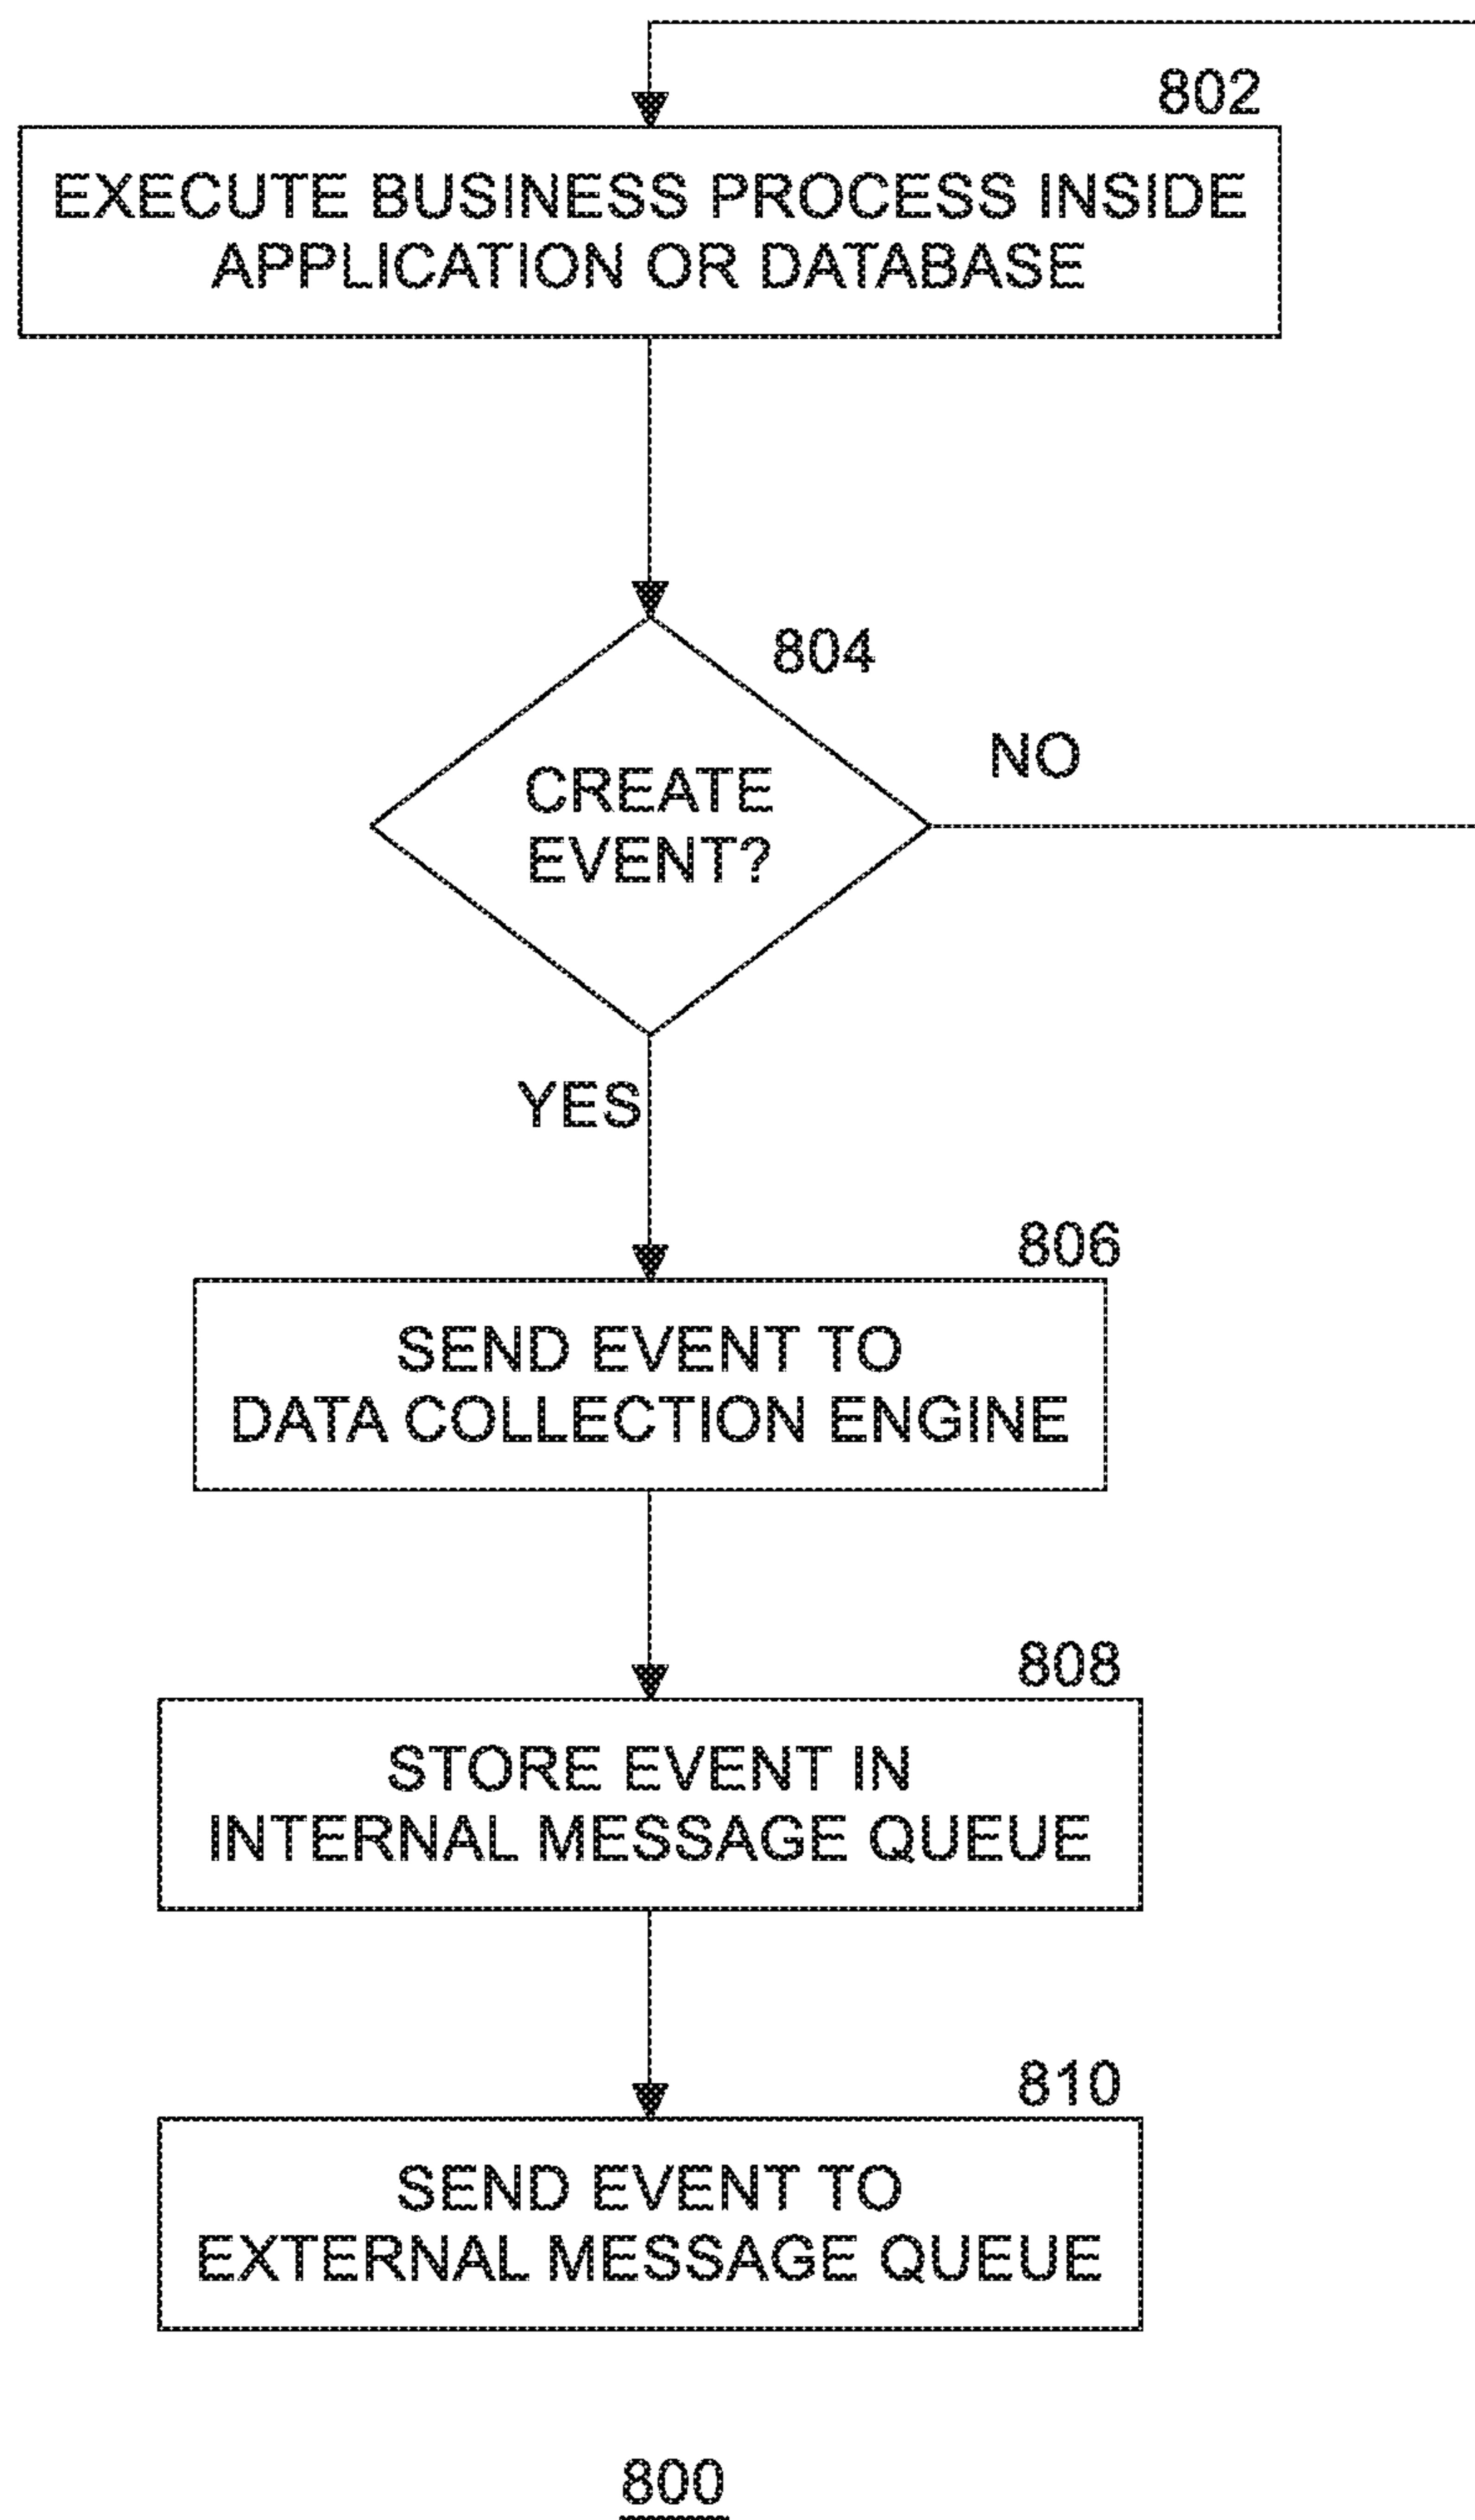 802
EXECUTE BUSINESS PROCESS INSIDE
APPLICATION OR DATABASE
804
NO
CREATE
EVENT?
YES
806
SEND EVENT TO
DATA COLLECTION ENGINE
808
STORE EVENT IN
INTERNAL MESSAGE QUEUE
810
SEND EVENT TO
EXTERNAL MESSAGE QUEUE
800